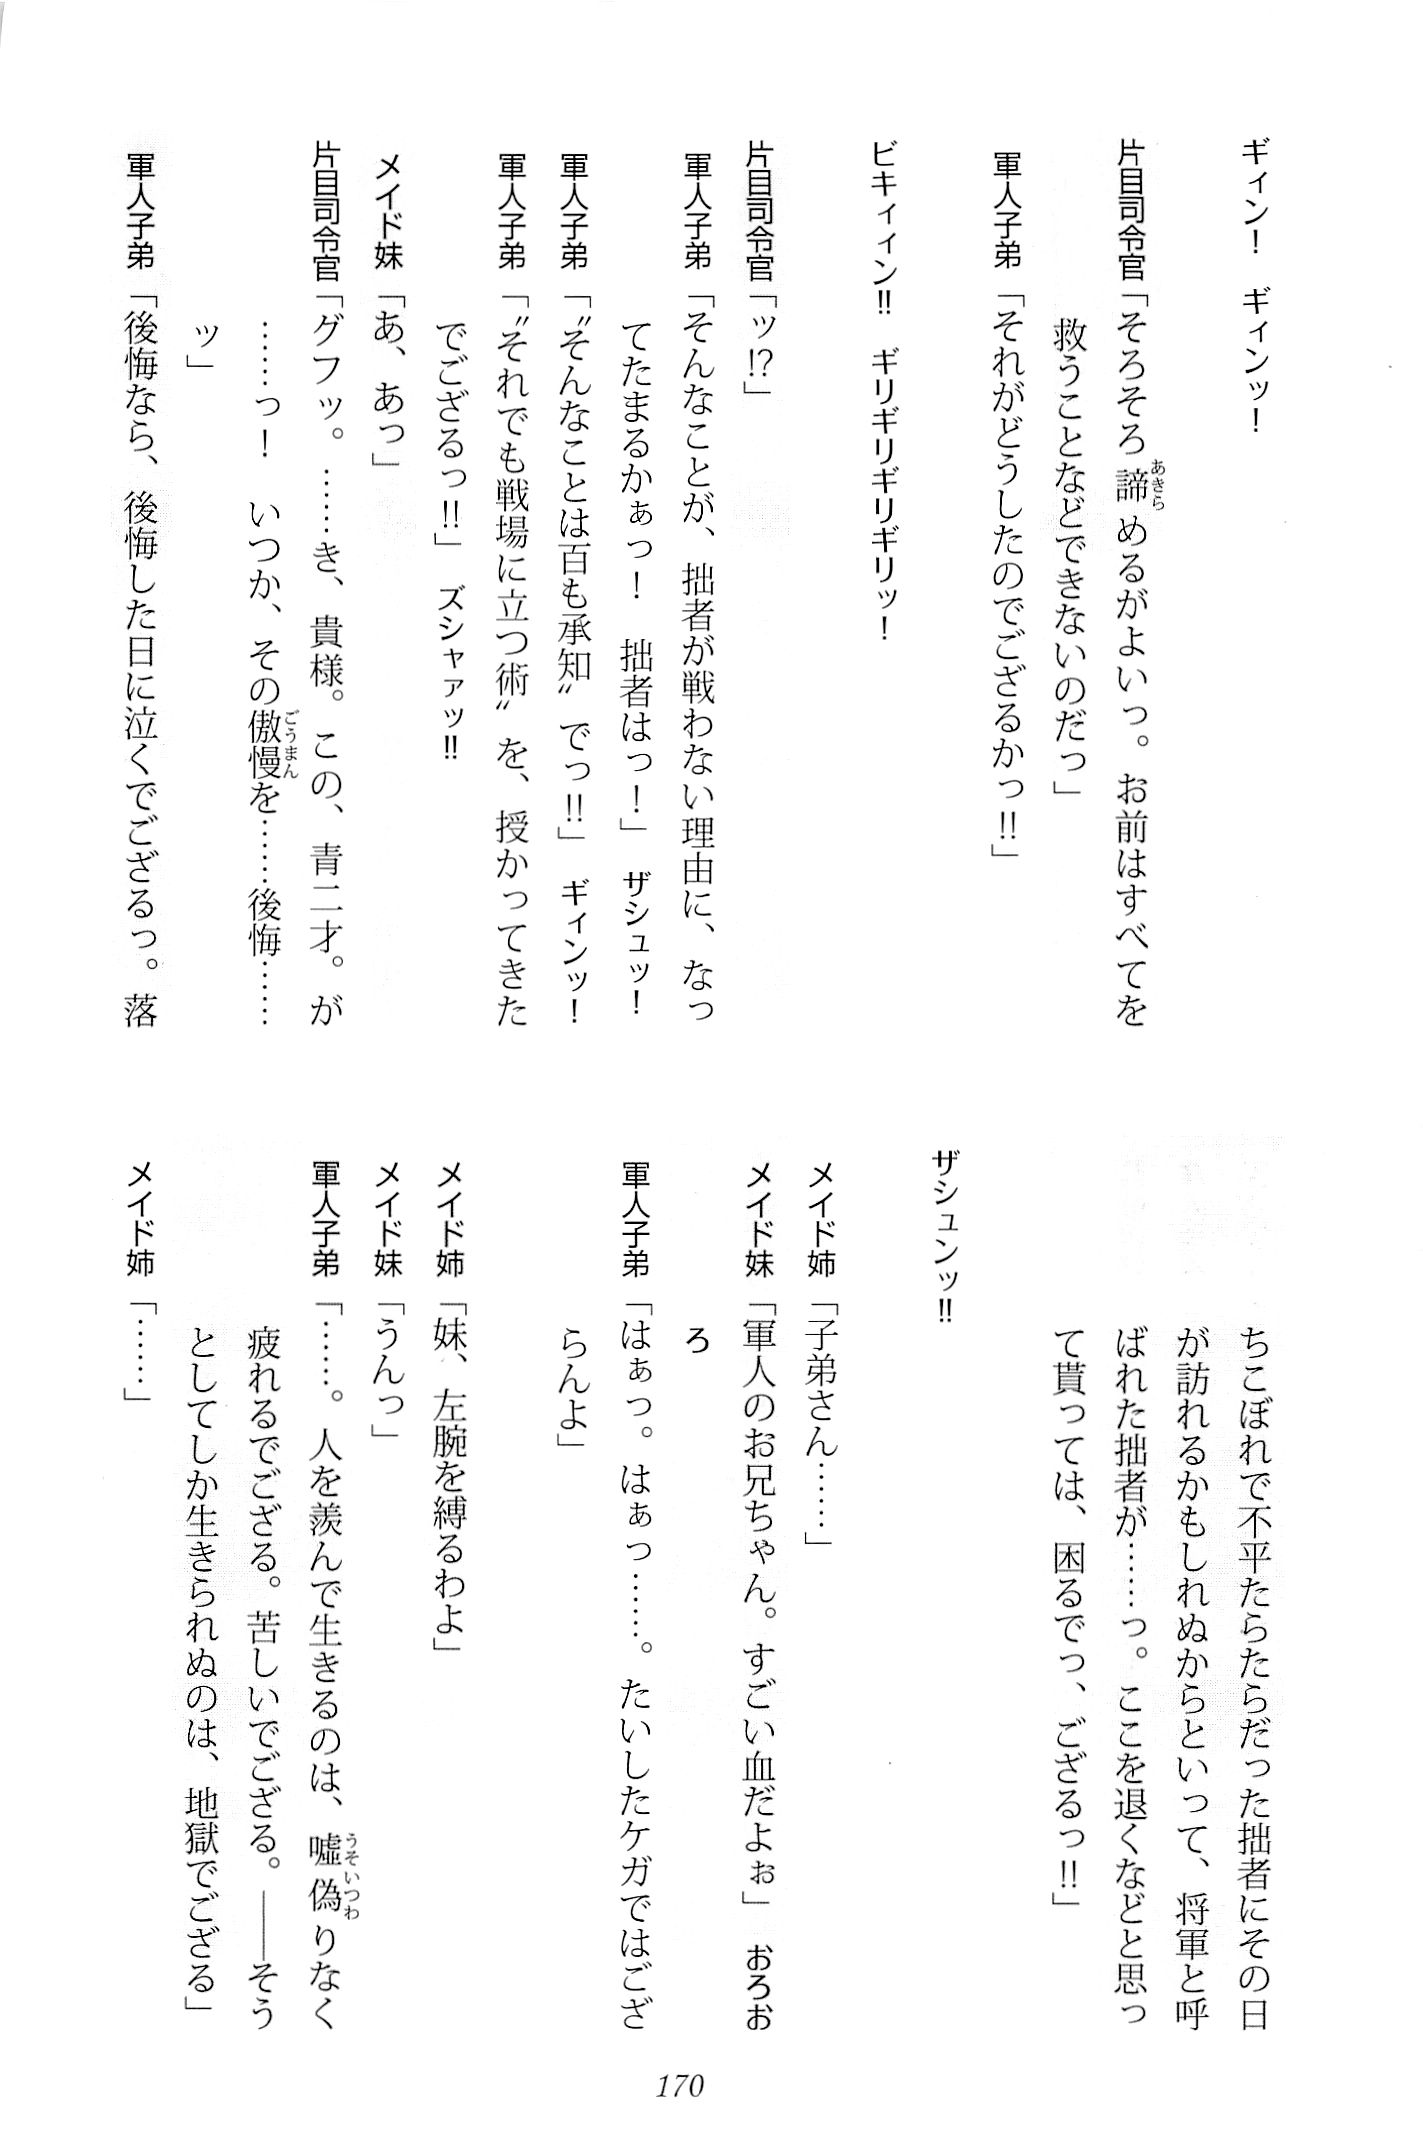 ギィン！　ギィンッ！
片目司令官「そろそろ諦めるがよいっ。お前はすべてを
救うことなどできないのだっ」
軍人子弟「それがどうしたのでござるかっ!!」
ビキィィン!!　ギリギリギリギリッ！
片目司令官「ッ!?」
軍人子弟「そんなことが、拙者が戦わない理由に、なっ
てたまるかぁっ！　拙者はっ！」　ザシュッ！
軍人子弟「〝そんなことは百も承知〟でっ!!」ギィンッ！
軍人子弟「〝それでも戦場に立つ術〟を、授かってきた
でござるっ!!」　ズシャァッ!!
メイド妹「あ、あっ」
片目司令官「グフッ。……き、貴様。この、青二才。が
……っ！　いつか、その傲慢を……後悔……
ッ」
軍人子弟「後悔なら、後悔した日に泣くでござるっ。落
ちこぼれで不平たらたらだった拙者にその日
が訪れるかもしれぬからといって、将軍と呼
ばれた拙者が……っ。ここを退くなどと思っ
て貰っては、困るでっ、ござるっ!!」
ザシュンッ!!
メイド姉「子弟さん……」
メイド妹「軍人のお兄ちゃん。すごい血だよぉ」　おろお
ろ
軍人子弟「はぁっ。はぁっ……。たいしたケガではござ
らんよ」
メイド姉「妹、左腕を縛るわよ」
メイド妹「うんっ」
軍人子弟「……。人を羨んで生きるのは、嘘偽りなく
疲れるでござる。苦しいでござる。――そう
としてしか生きられぬのは、地獄でござる」
メイド姉「……」
170